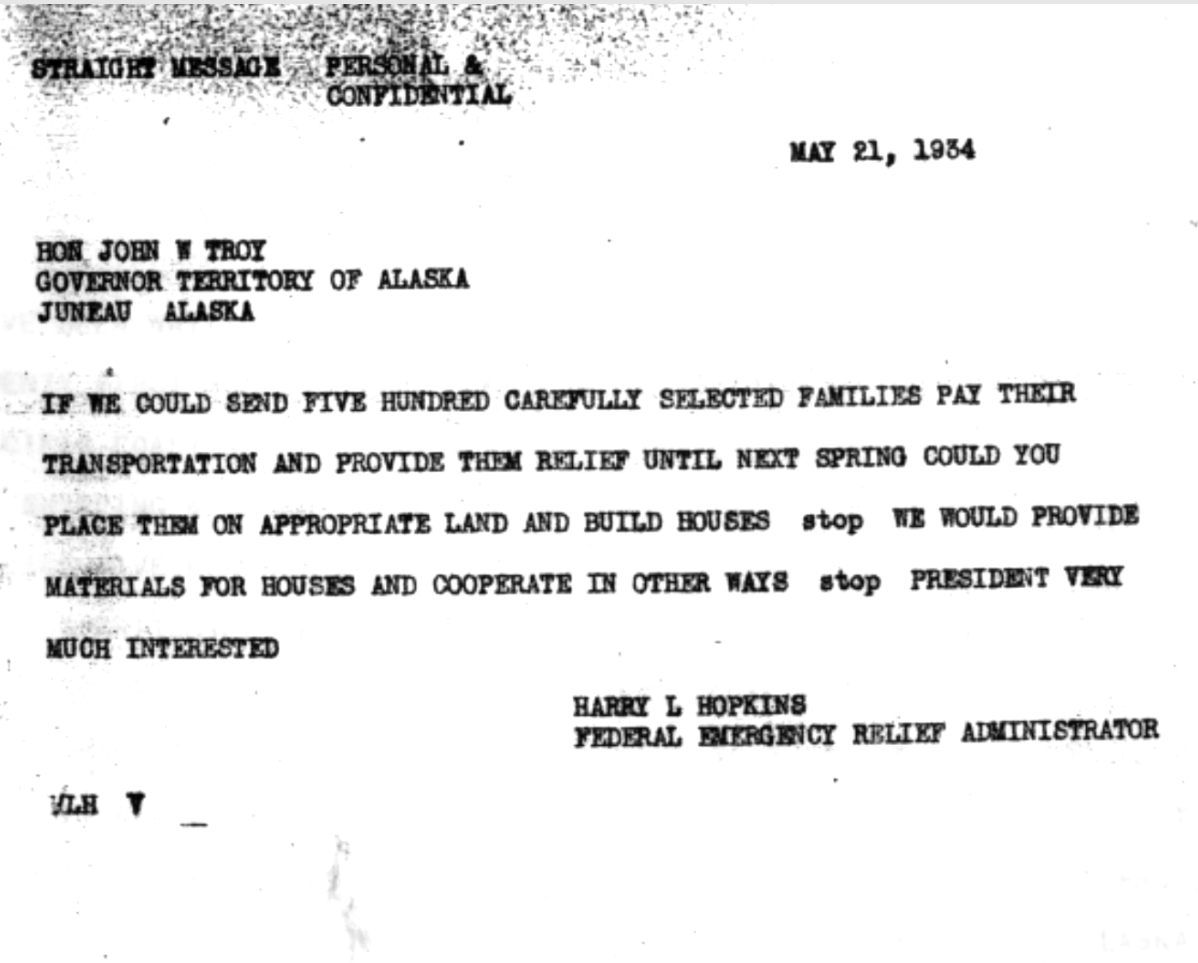 STRAIGHT MESSAGE PERSONAL &
CONFIDENTIAL
MAY 21, 1934
HON JOHN W TROY
GOVERNOR TERRITORY OF ALASKA
JUNEAU ALASKA
IF WE COULD SEND FIVE HUNDRED CAREFULLY SELECTED FAMILIES PAY THEIR
TRANSPORTATION AND PROVIDE THEM RELIEF UNTIL NEXT SPRING COULD YOU
PLACE THEM ON APPROPRIATE LAND AND BUILD HOUSES stop WE WOULD PROVIDE
MATERIALS FOR HOUSES AND COOPERATE IN OTHER WAYS stop PRESIDENT VERY
MUCH INTERESTED
HARRY L HOPKINS
FEDERAL EMERGENCY RELIEF ADMINISTRATOR
V